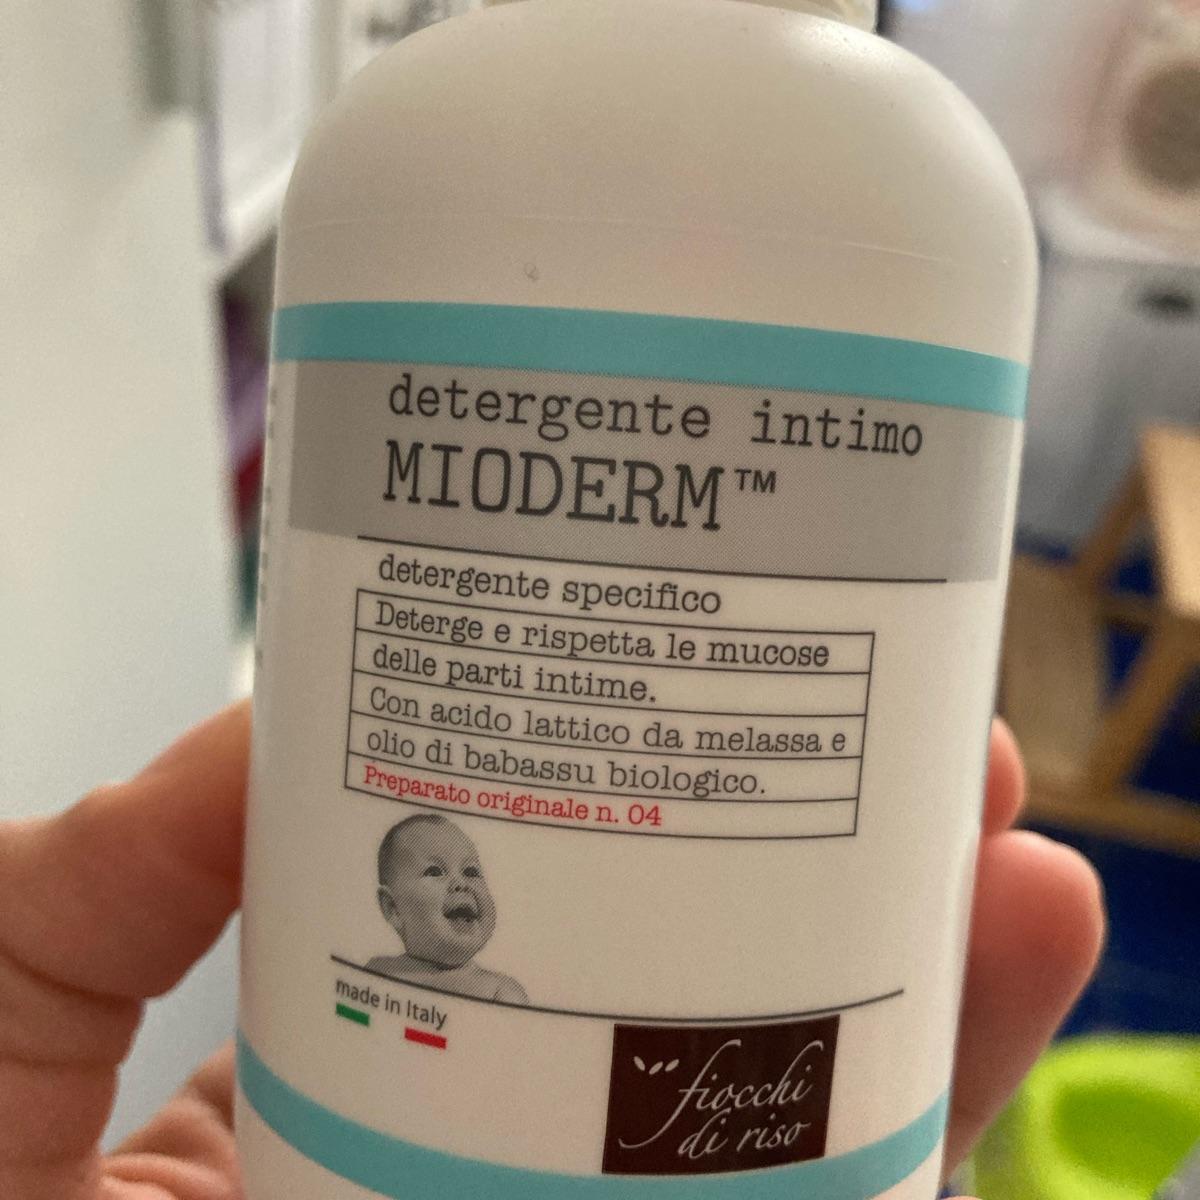 detergente intimo
MIODERM™
detergente specifico
Deterge e rispetta le mucose
delle parti intime.
Con acido lattico da melassa e
olio di babassu biologico.
Preparato originale n. 04
made in Italy
fiocchi
di riso